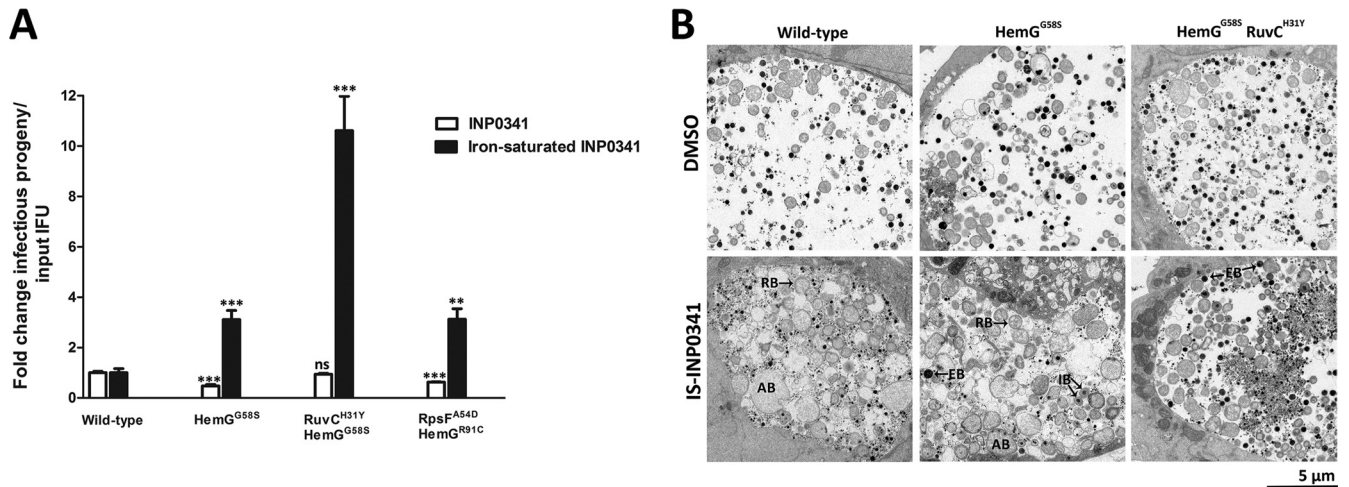 A
Fold change infectious progeny/
input IFU
12
10
8
6
4
2
0
***
***
ns
***
***
**
INP0341
Iron-saturated INP0341
Wild-type
HemG^G58S
RuvC^H31Y
HemG^G58S
RpsF^A54D
HemG^R91C
B
Wild-type
HemG^G58S
HemG^G58S RuvC^H31Y
DMSO
IS-INP0341
RB→
AB
RB→
←EB
IB
AB
←EB→
5 µm